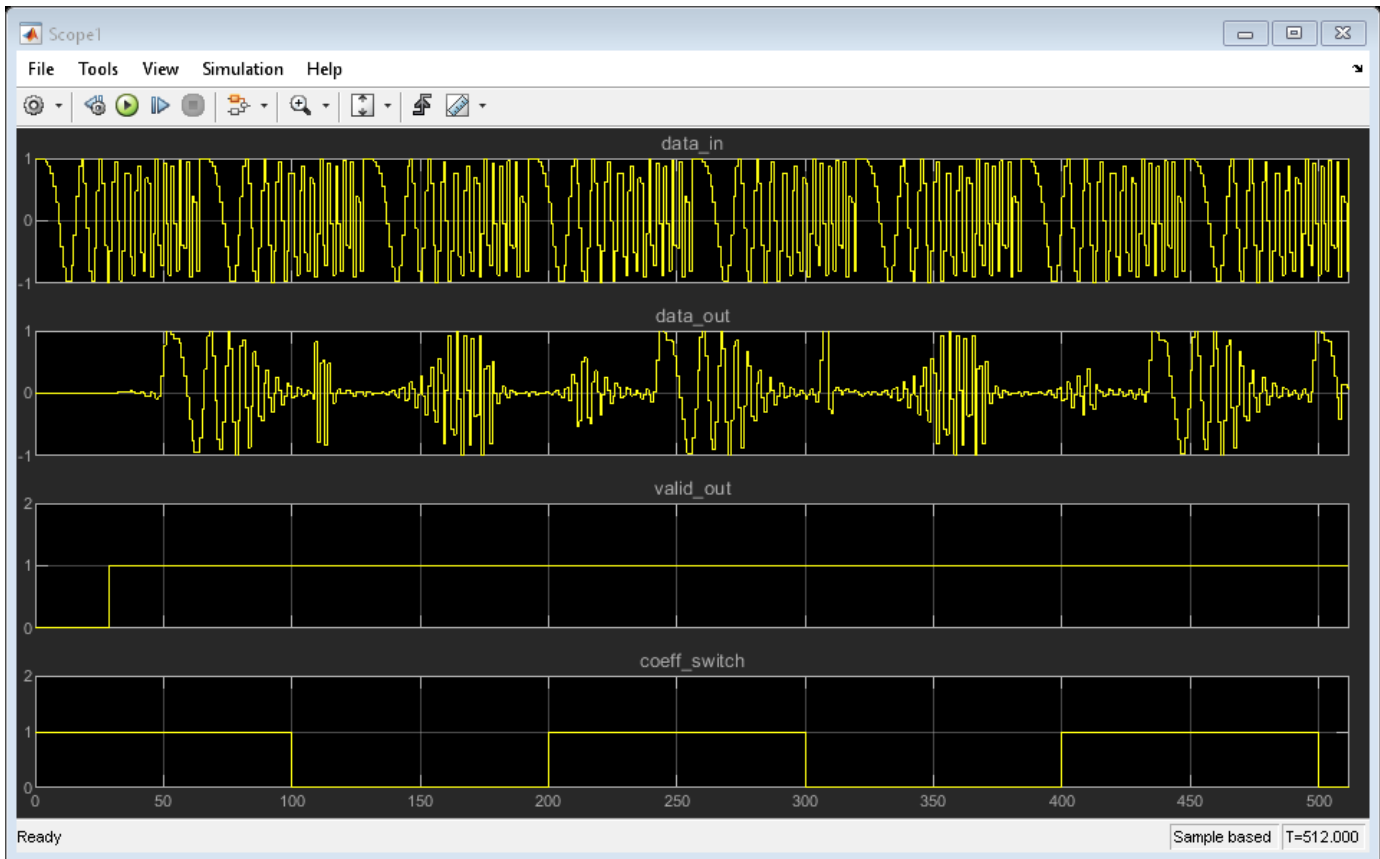 Scope1
File Tools View Simulation Help
data_in
1
0
-1
data_out
1
0
-1
valid_out
2
1
0
coeff_switch
2
1
0
0 50 100 150 200 250 300 350 400 450 500
Ready Sample based T=512.000